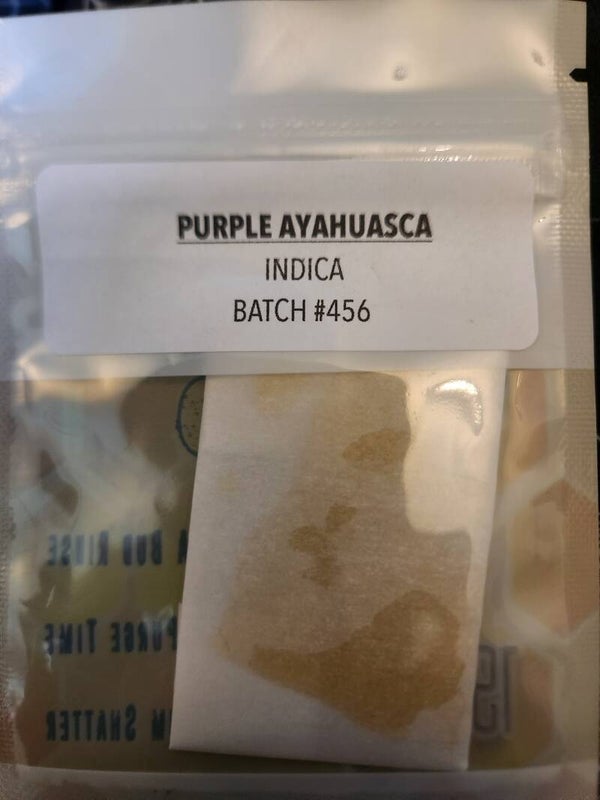 PURPLE AYAHUASCA
INDICA
BATCH #456
A BUD RINSE
PURGE TIME
M SHATTER